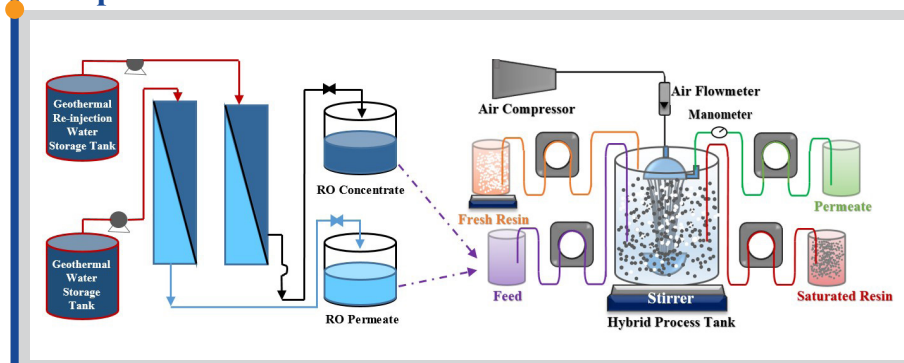 Geothermal
Re-injection
Water
Storage Tank
Geothermal
Water
Storage
Tank
RO Concentrate
RO Permeate
Air Compressor
Air Flowmeter
Manometer
Fresh Resin
Feed
Stirrer
Hybrid Process Tank
Permeate
Saturated Resin